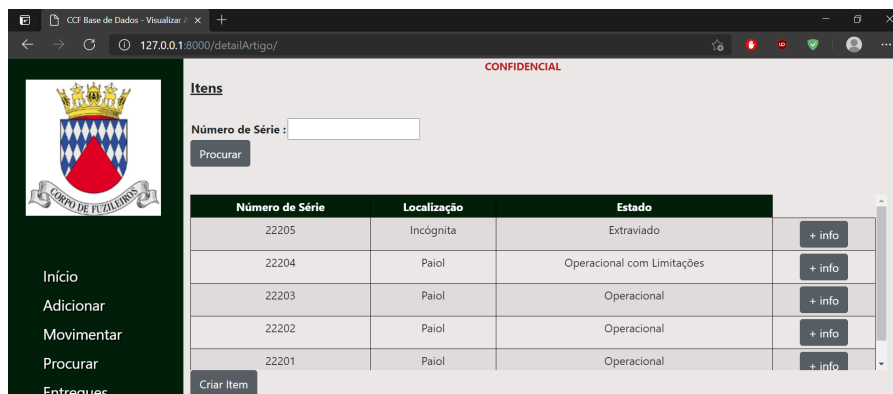 CCF Base de Dados - Visualizar A
127.0.0.1:8000/detailArtigo/
CORPO DE FUZILEIROS
Início
Adicionar
Movimentar
Procurar
Entregues
CONFIDENCIAL
Itens
Número de Série :
Procurar
Número de Série Localização Estado
22205 Incógnita Extraviado + info
22204 Paiol Operacional com Limitações + info
22203 Paiol Operacional + info
22202 Paiol Operacional + info
22201 Paiol Operacional + info
Criar Item